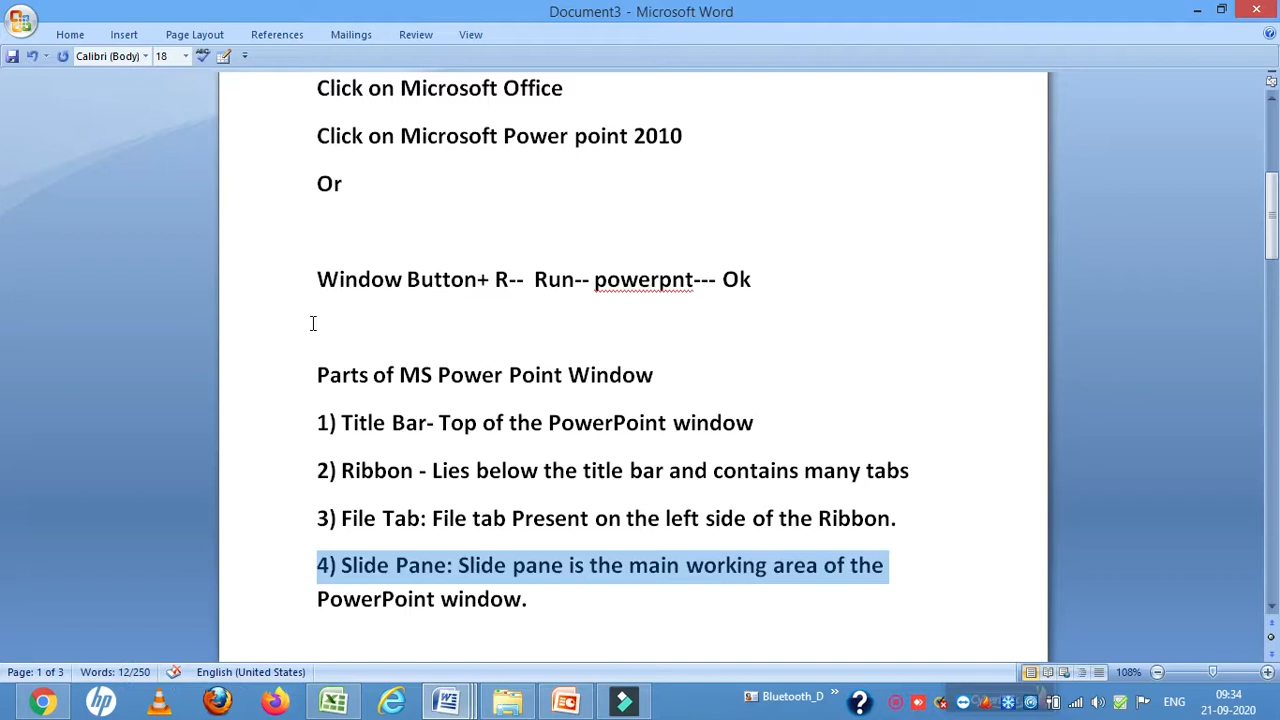 Document3 - Microsoft Word
Home Insert Page Layout References Mailings Review View
Calibri (Body) 18
Click on Microsoft Office
Click on Microsoft Power point 2010
Or
Window Button+ R-- Run-- powerpnt--- Ok
Parts of MS Power Point Window
1) Title Bar- Top of the PowerPoint window
2) Ribbon - Lies below the title bar and contains many tabs
3) File Tab: File tab Present on the left side of the Ribbon.
4) Slide Pane: Slide pane is the main working area of the
PowerPoint window.
Page: 1 of 3 Words: 12/250 English (United States) 108%
Bluetooth_D ENG 09:34
21-09-2020